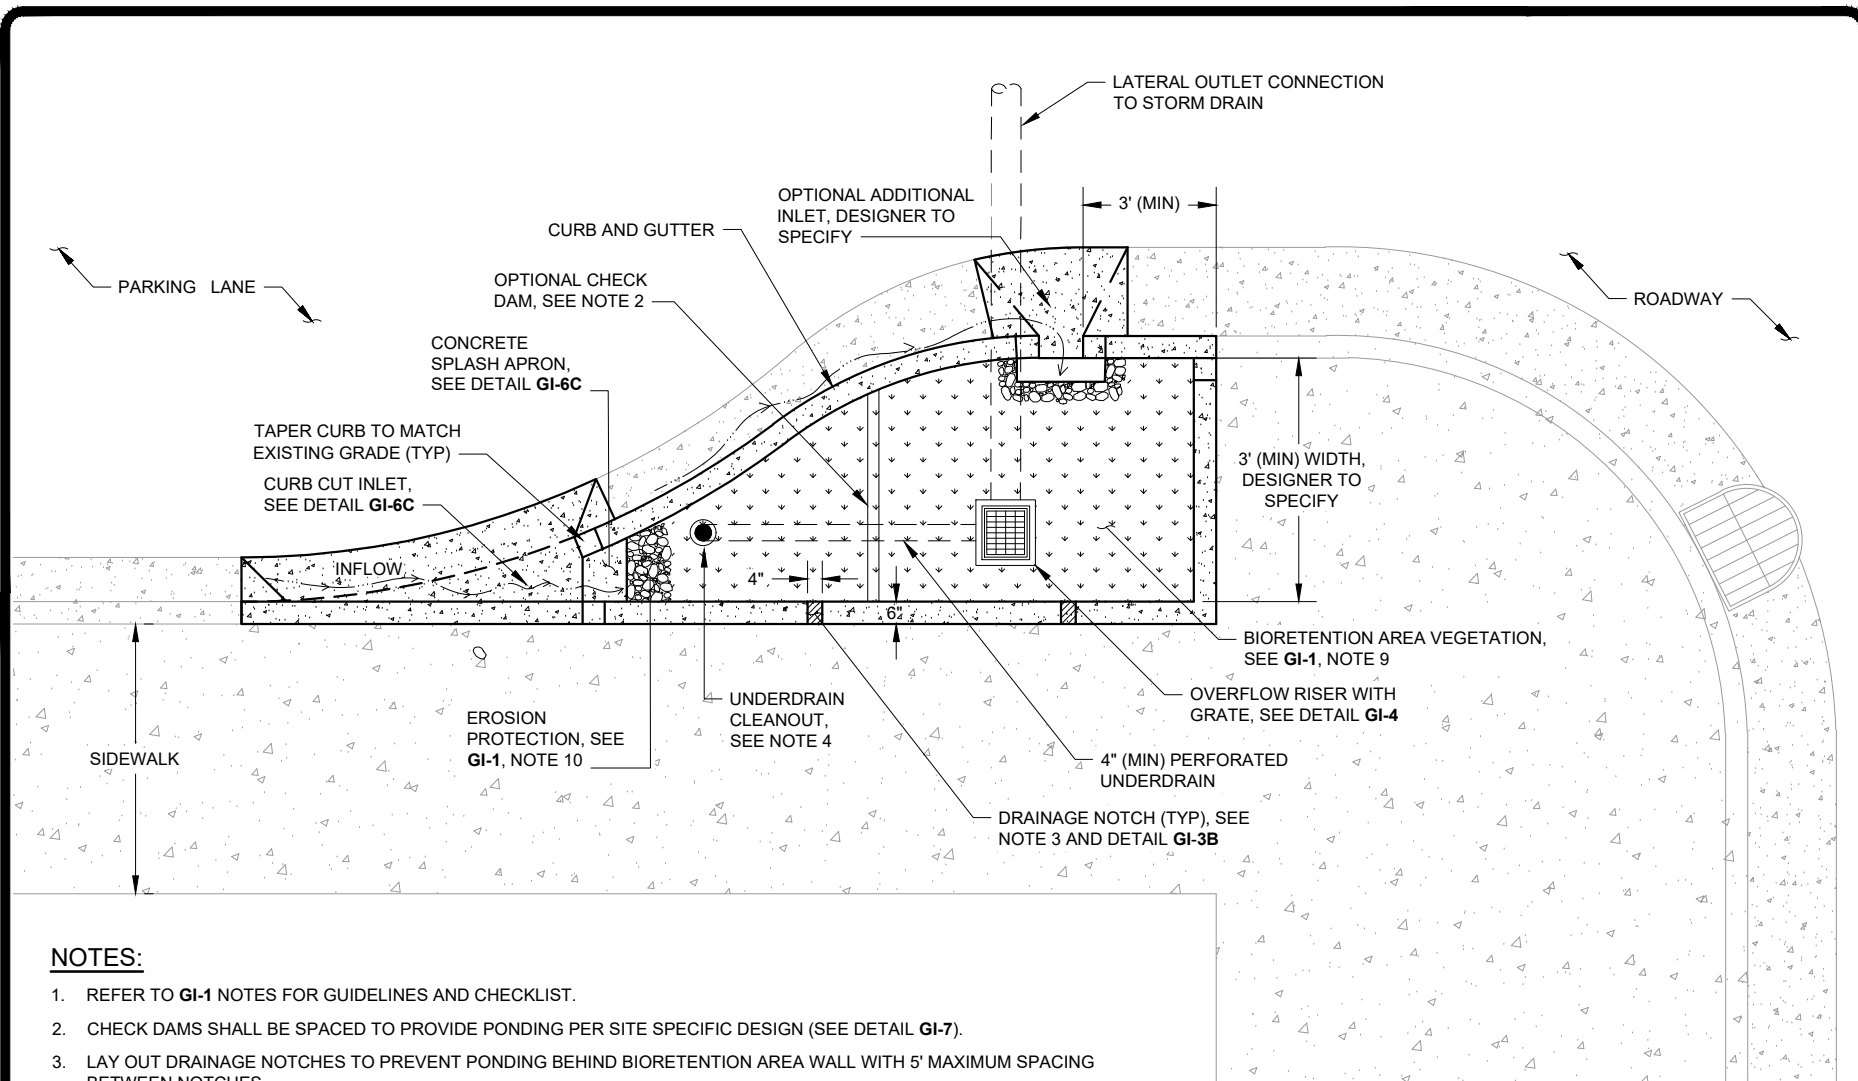 LATERAL OUTLET CONNECTION
TO STORM DRAIN
OPTIONAL ADDITIONAL
INLET, DESIGNER TO
SPECIFY
3' (MIN)
CURB AND GUTTER
OPTIONAL CHECK
DAM, SEE NOTE 2
PARKING LANE
ROADWAY
CONCRETE
SPLASH APRON,
SEE DETAIL GI-6C
TAPER CURB TO MATCH
EXISTING GRADE (TYP)
CURB CUT INLET,
SEE DETAIL GI-6C
3' (MIN) WIDTH,
DESIGNER TO
SPECIFY
INFLOW
4"
6"
BIORETENTION AREA VEGETATION,
SEE GI-1, NOTE 9
OVERFLOW RISER WITH
GRATE, SEE DETAIL GI-4
UNDERDRAIN
CLEANOUT,
SEE NOTE 4
EROSION
PROTECTION, SEE
GI-1, NOTE 10
SIDEWALK
4" (MIN) PERFORATED
UNDERDRAIN
DRAINAGE NOTCH (TYP), SEE
NOTE 3 AND DETAIL GI-3B
NOTES:
1. REFER TO GI-1 NOTES FOR GUIDELINES AND CHECKLIST.
2. CHECK DAMS SHALL BE SPACED TO PROVIDE PONDING PER SITE SPECIFIC DESIGN (SEE DETAIL GI-7).
3. LAY OUT DRAINAGE NOTCHES TO PREVENT PONDING BEHIND BIORETENTION AREA WALL WITH 5' MAXIMUM SPACING
BETWEEN NOTCHES